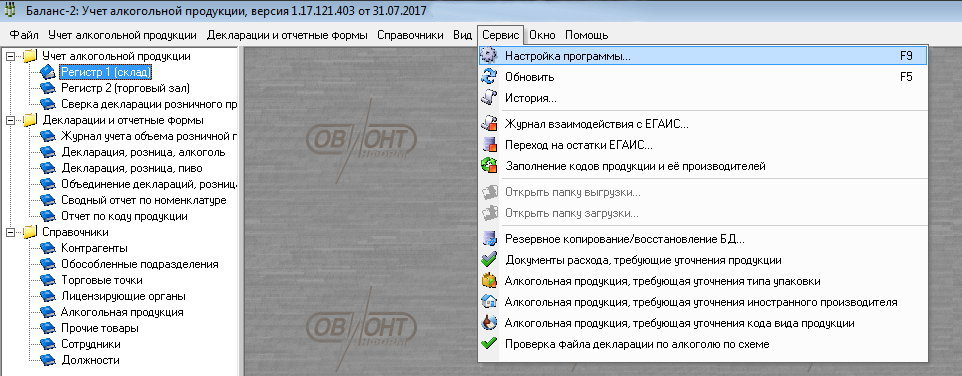 Баланс-2: Учет алкогольной продукции, версия 1.17.121.403 от 31.07.2017
Файл Учет алкогольной продукции Декларации и отчетные формы Справочники Вид Сервис Окно Помощь
Учет алкогольной продукции
Регистр 1 (склад)
Регистр 2 (торговый зал)
Сверка декларации розничного пр
Декларации и отчетные формы
Журнал учета объема розничной п
Декларация, розница, алкоголь
Декларация, розница, пиво
Объединение деклараций, розница
Сводный отчет по номенклатуре
Отчет по коду продукции
Справочники
Контрагенты
Обособленные подразделения
Торговые точки
Лицензирующие органы
Алкогольная продукция
Прочие товары
Сотрудники
Должности
Настройка программы... F9
Обновить F5
История...
Журнал взаимодействия с ЕГАИС...
Переход на остатки ЕГАИС...
Заполнение кодов продукции и её производителей
Открыть папку выгрузки...
Открыть папку загрузки...
Резервное копирование/восстановление БД...
Документы расхода, требующие уточнения продукции
Алкогольная продукция, требующая уточнения типа упаковки
Алкогольная продукция, требующая уточнения иностранного производителя
Алкогольная продукция, требующая уточнения кода вида продукции
Проверка файла декларации по алкоголю по схеме